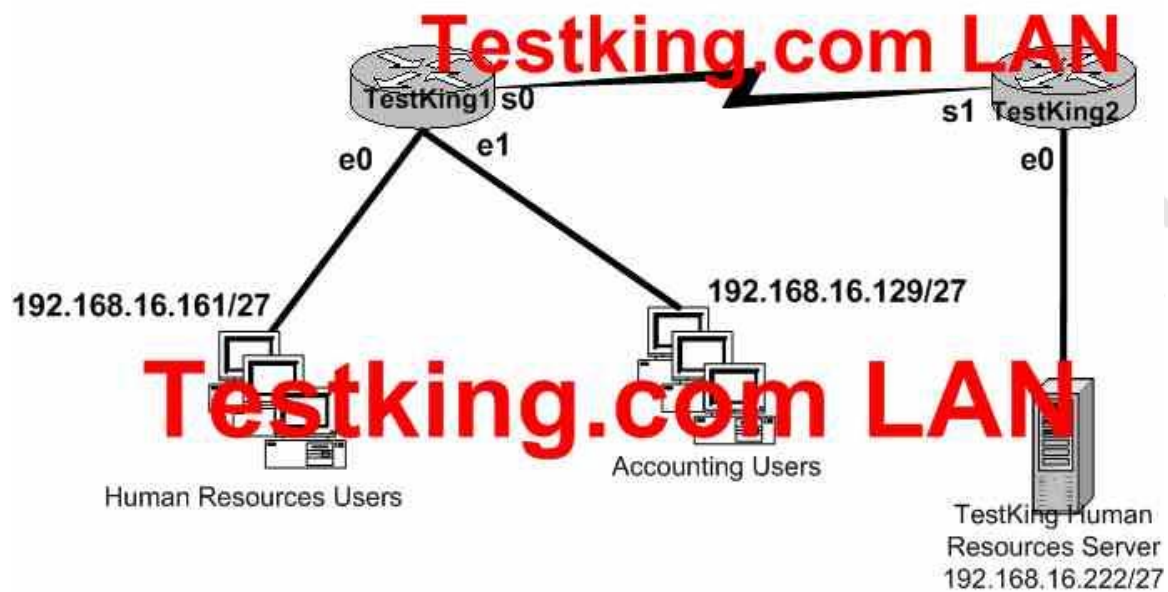 Testking.com LAN
TestKing1 s0
s1 TestKing2
e0
e1
e0
192.168.16.161/27
192.168.16.129/27
Testking.com LAN
Human Resources Users
Accounting Users
TestKing Human
Resources Server
192.168.16.222/27